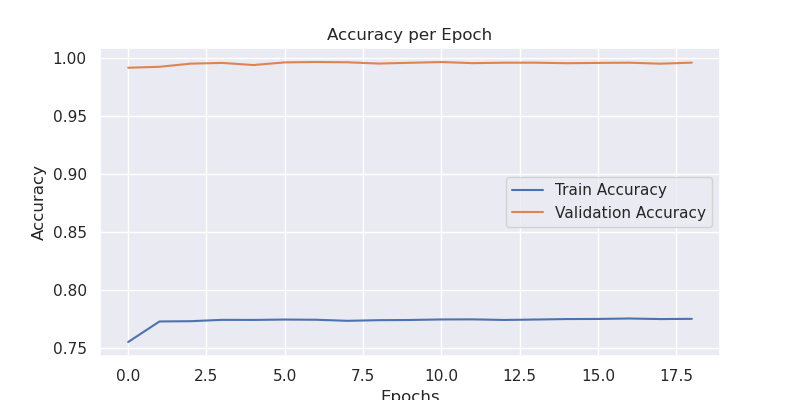 Accuracy per Epoch
1.00
0.95
0.90
0.85
0.80
0.75
Accuracy
Train Accuracy
Validation Accuracy
0.0 2.5 5.0 7.5 10.0 12.5 15.0 17.5
Epochs